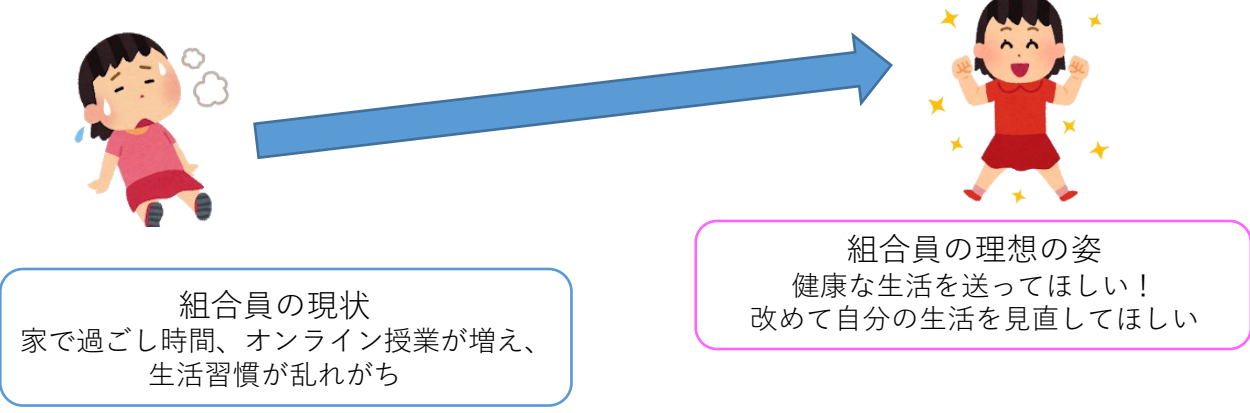 組合員の現状
家で過ごし時間、オンライン授業が増え、
生活習慣が乱れがち
組合員の理想の姿
健康な生活を送ってほしい！
改めて自分の生活を見直してほしい